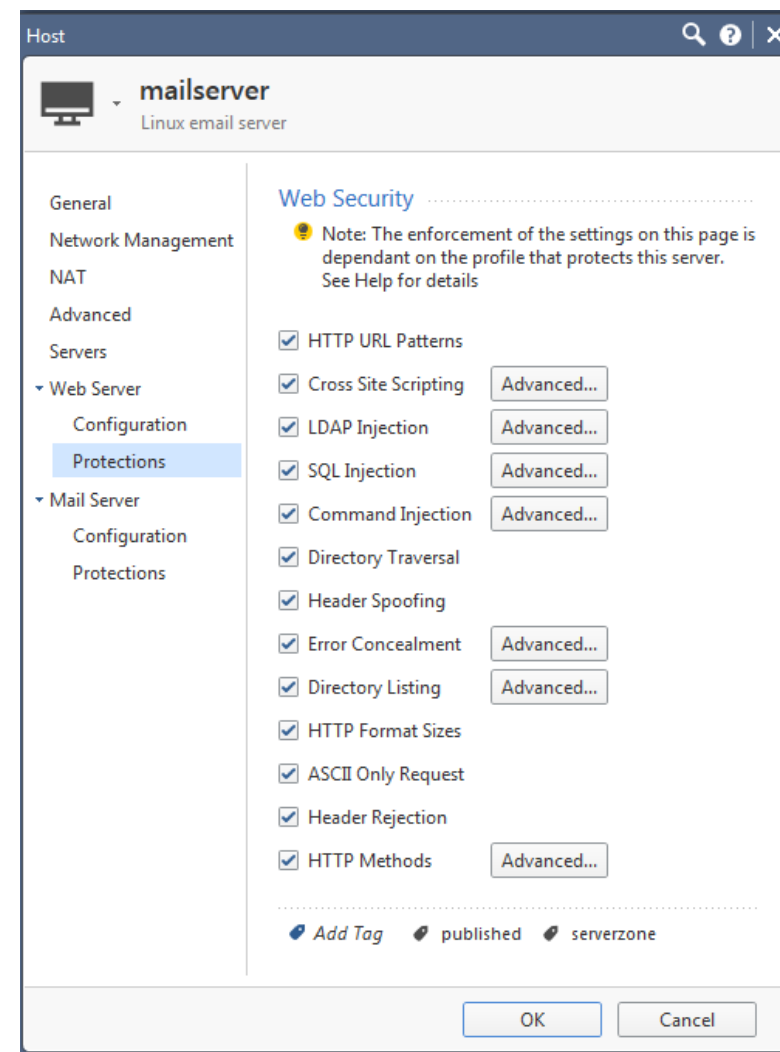 Host
mailserver
Linux email server
General
Network Management
NAT
Advanced
Servers
Web Server
Configuration
Protections
Mail Server
Configuration
Protections
Web Security
Note: The enforcement of the settings on this page is
dependant on the profile that protects this server.
See Help for details
HTTP URL Patterns
Cross Site Scripting Advanced...
LDAP Injection Advanced...
SQL Injection Advanced...
Command Injection Advanced...
Directory Traversal
Header Spoofing
Error Concealment Advanced...
Directory Listing Advanced...
HTTP Format Sizes
ASCII Only Request
Header Rejection
HTTP Methods Advanced...
Add Tag published serverzone
OK Cancel